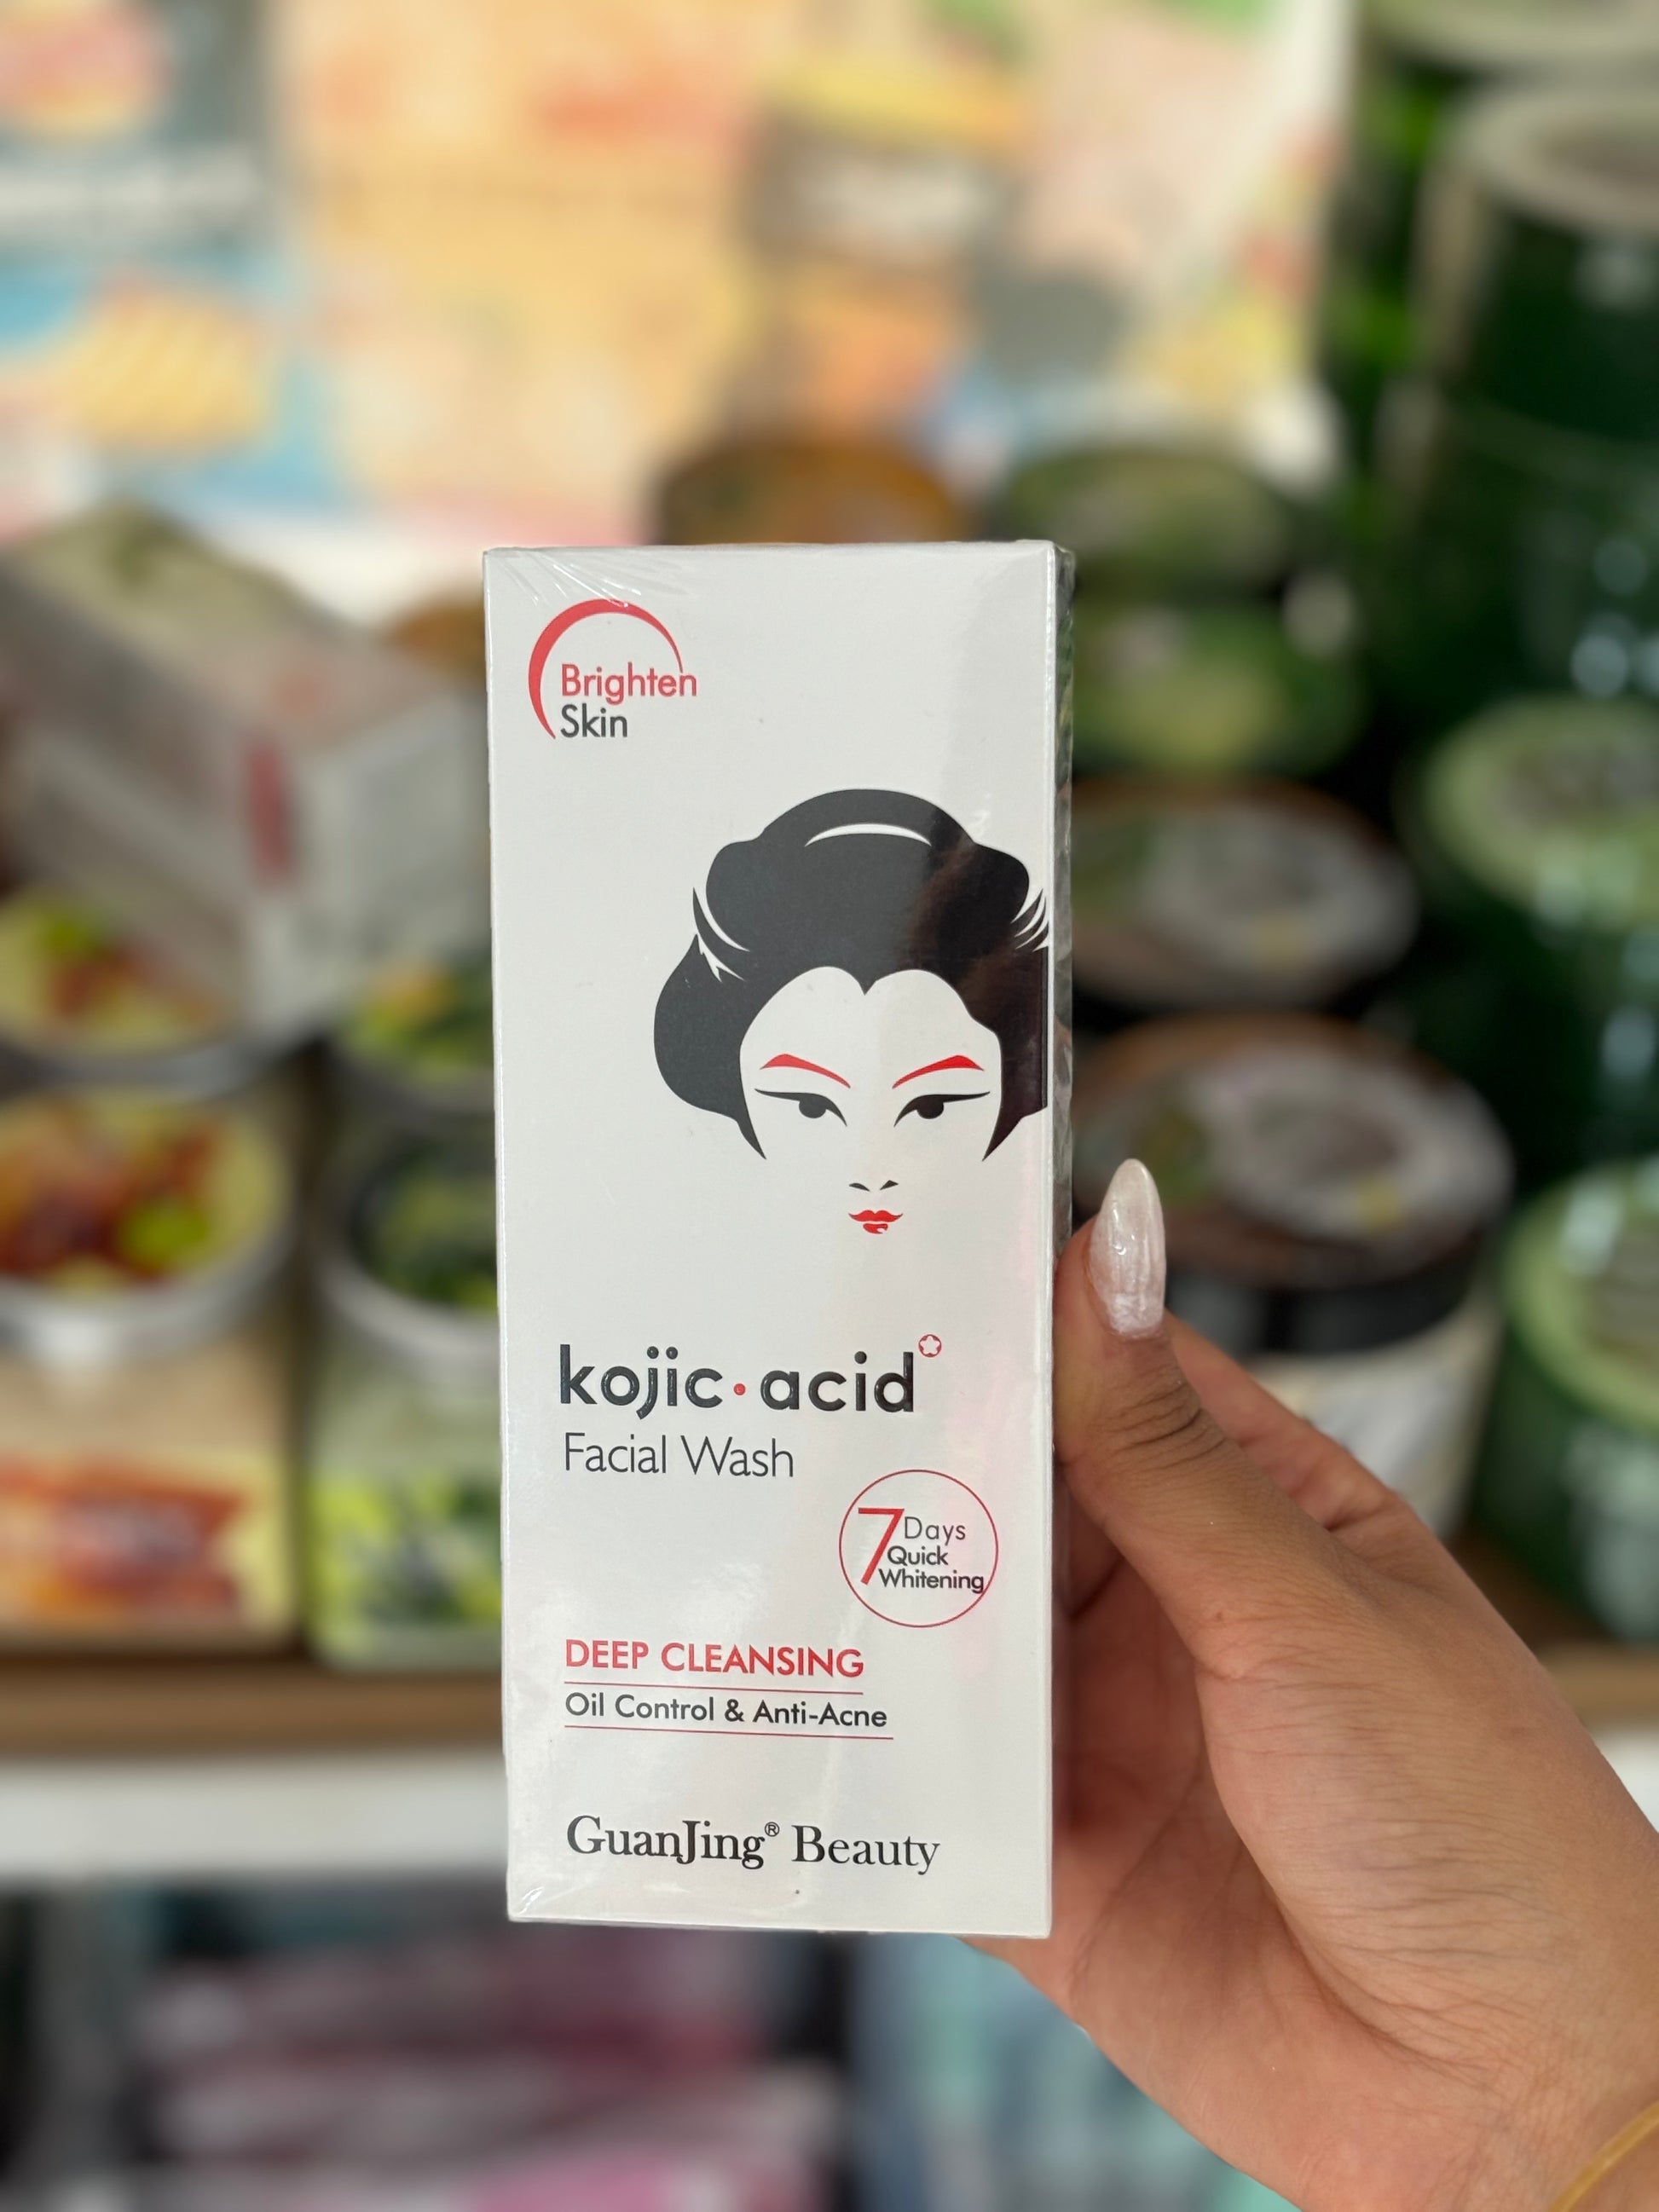 Brighten
Skin
kojic·acid
Facial Wash
7 Days
Quick
Whitening
DEEP CLEANSING
Oil Control & Anti-Acne
GuanJing® Beauty